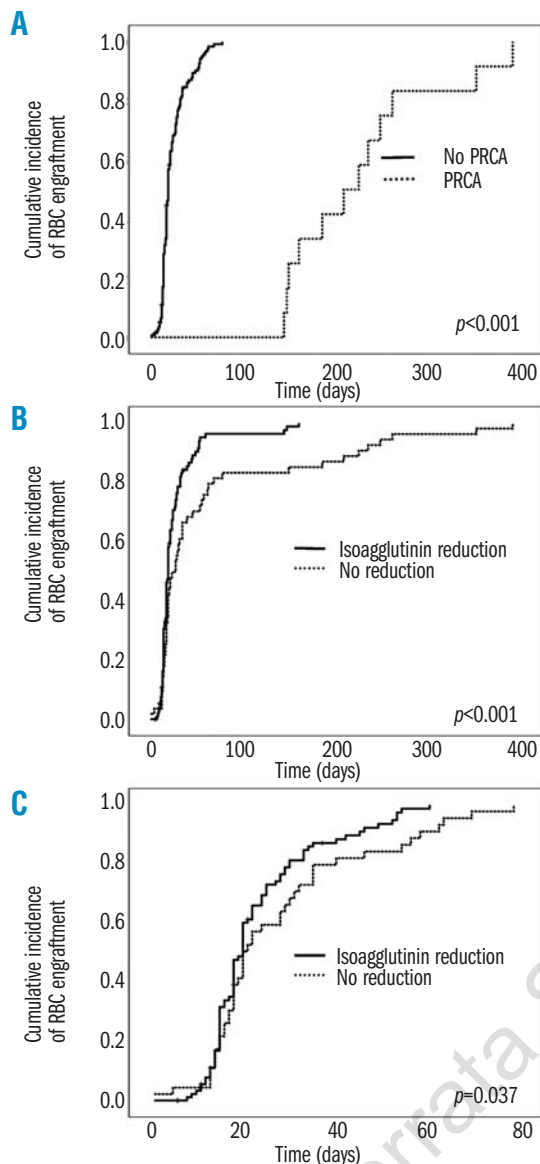 A
Cumulative incidence
of RBC engraftment
1.0
0.8
0.6
0.4
0.2
0.0
No PRCA
PRCA
p<0.001
0 100 200 300 400
Time (days)
B
Cumulative incidence
of RBC engraftment
1.0
0.8
0.6
0.4
0.2
0.0
Isoagglutinin reduction
No reduction
p<0.001
0 100 200 300 400
Time (days)
C
Cumulative incidence
of RBC engraftment
1.0
0.8
0.6
0.4
0.2
0.0
Isoagglutinin reduction
No reduction
p=0.037
0 20 40 60 80
Time (days)
errata